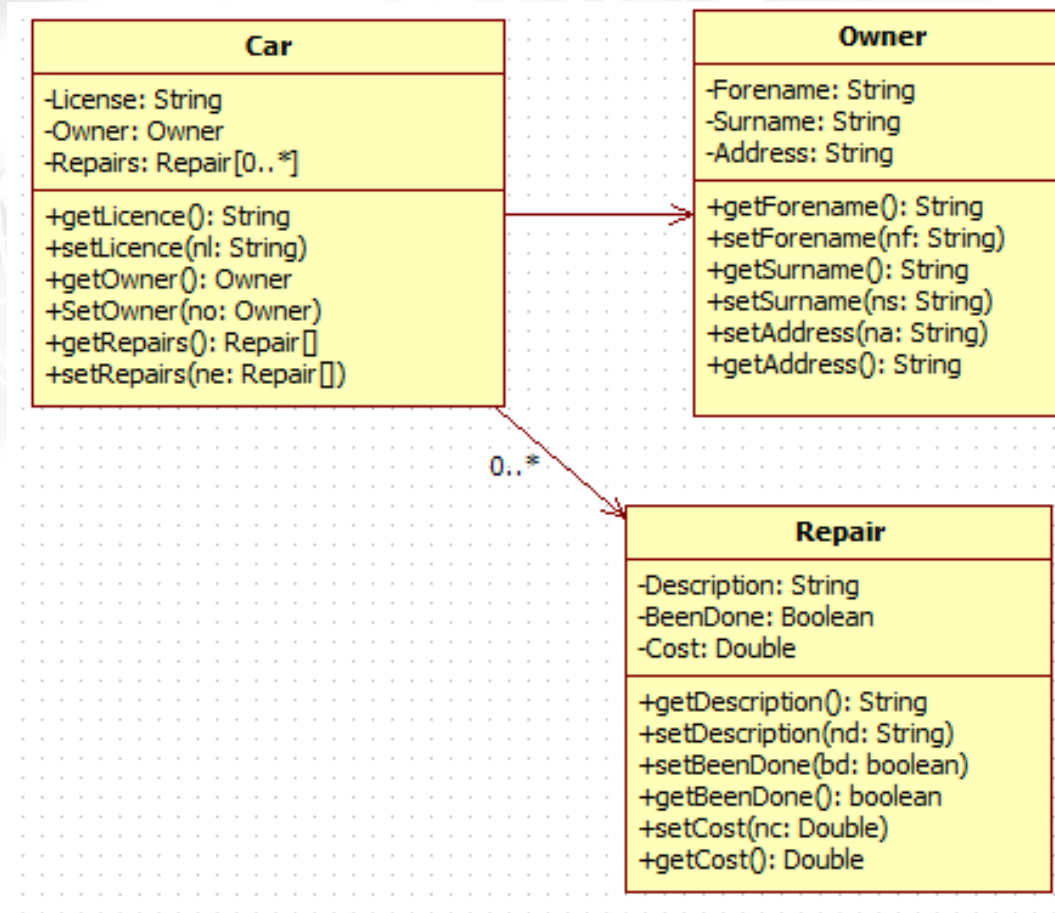 Car
-License: String
-Owner: Owner
-Repairs: Repair[0..*]
+getLicence(): String
+setLicence(nl: String)
+getOwner(): Owner
+SetOwner(no: Owner)
+getRepairs(): Repair[]
+setRepairs(ne: Repair[])
Owner
-Forename: String
-Surname: String
-Address: String
+getForename(): String
+setForename(nf: String)
+getSurname(): String
+setSurname(ns: String)
+setAddress(na: String)
+getAddress(): String
0..*
Repair
-Description: String
-BeenDone: Boolean
-Cost: Double
+getDescription(): String
+setDescription(nd: String)
+setBeenDone(bd: boolean)
+getBeenDone(): boolean
+setCost(nc: Double)
+getCost(): Double